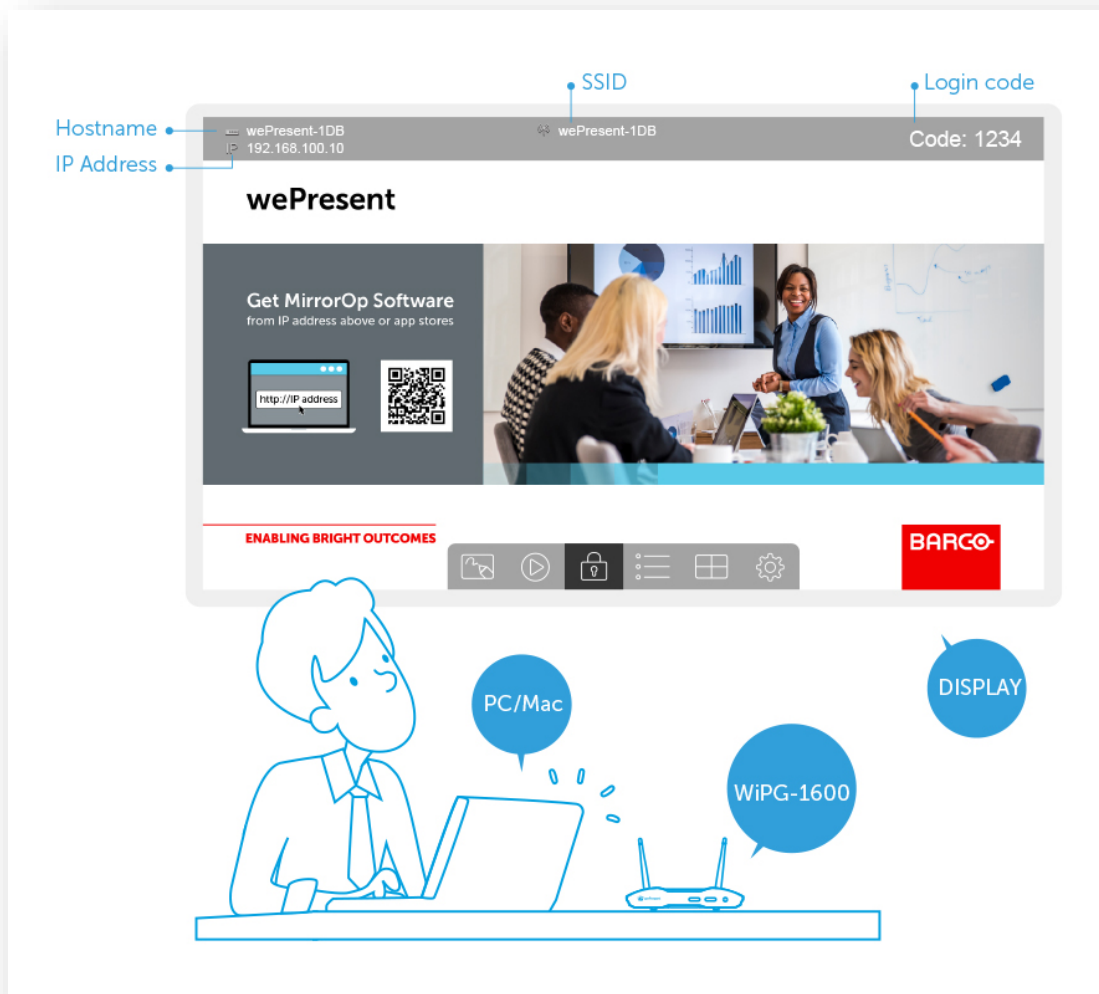 SSID
Login code
Hostname
wePresent-1DB
wePresent-1DB
Code: 1234
IP Address
IP 192.168.100.10
wePresent
Get MirrorOp Software
from IP address above or app stores
http://IP address
ENABLING BRIGHT OUTCOMES
BARCO
DISPLAY
PC/Mac
WiPG-1600